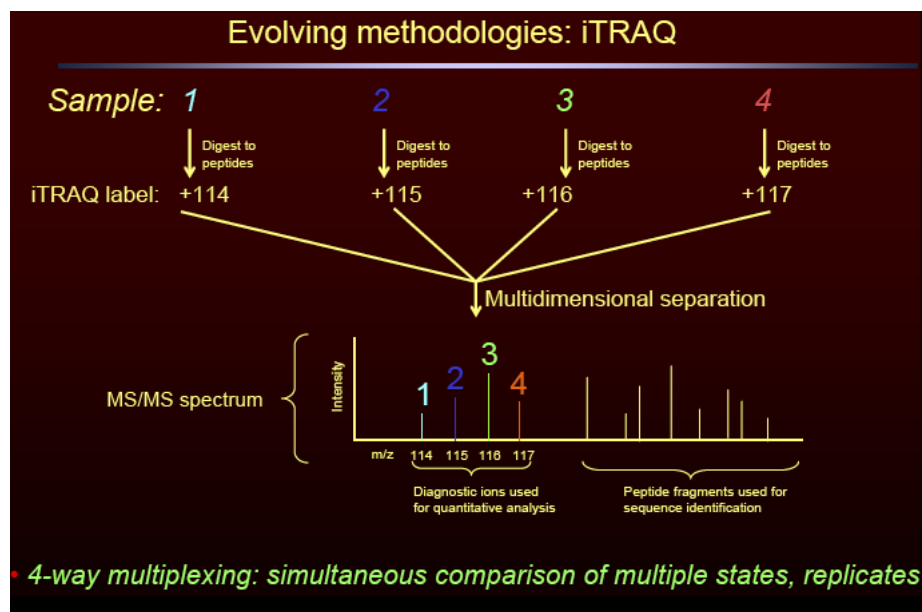 Evolving methodologies: iTRAQ
Sample: 1 2 3 4
Digest to peptides
Digest to peptides
Digest to peptides
Digest to peptides
iTRAQ label: +114 +115 +116 +117
Multidimensional separation
MS/MS spectrum
Intensity
1 2 3 4
m/z 114 115 116 117
Diagnostic ions used
for quantitative analysis
Peptide fragments used for
sequence identification
• 4-way multiplexing: simultaneous comparison of multiple states, replicates